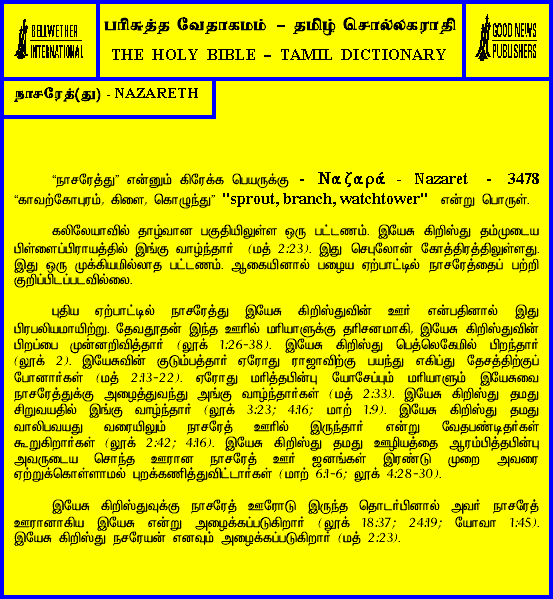 BELLWETHER
INTERNATIONAL
பரிசுத்த வேதாகமம் – தமிழ் சொல்லகராதி
THE HOLY BIBLE – TAMIL DICTIONARY
GOOD NEWS
PUBLISHERS
நாசரேத்(து) - NAZARETH
“நாசரேத்து” என்னும் கிரேக்க பெயருக்கு - Ναζαρά - Nazaret - 3478
“காவற்கோபுரம், கிளை, கொழுந்து” "sprout, branch, watchtower" என்று பொருள்.
கலிலேயாவில் தாழ்வான பகுதியிலுள்ள ஒரு பட்டணம். இயேசு கிறிஸ்து தம்முடைய
பிள்ளைப்பிராயத்தில் இங்கு வாழ்ந்தார் (மத் 2:23). இது செபுலோன் கோத்திரத்திலுள்ளது.
இது ஒரு முக்கியமில்லாத பட்டணம். ஆகையினால் பழைய ஏற்பாட்டில் நாசரேத்தைப் பற்றி
குறிப்பிடப்படவில்லை.
புதிய ஏற்பாட்டில் நாசரேத்து இயேசு கிறிஸ்துவின் ஊர் என்பதினால் இது
பிரபலியமாயிற்று. தேவதூதன் இந்த ஊரில் மரியாளுக்கு தரிசனமாகி, இயேசு கிறிஸ்துவின்
பிறப்பை முன்னறிவித்தார் (லூக் 1:26-38). இயேசு கிறிஸ்து பெத்லெகேமில் பிறந்தார்
(லூக் 2). இயேசுவின் குடும்பத்தார் ஏரோது ராஜாவிற்கு பயந்து எகிப்து தேசத்திற்குப்
போனார்கள் (மத் 2:13-22). ஏரோது மரித்தபின்பு யோசேப்பும் மரியாளும் இயேசுவை
நாசரேத்துக்கு அழைத்துவந்து அங்கு வாழ்ந்தார்கள் (மத் 2:33). இயேசு கிறிஸ்து தமது
சிறுவயதில் இங்கு வாழ்ந்தார் (லூக் 3:23; 4:16; மாற் 1:9). இயேசு கிறிஸ்து தமது
வாலிபவயது வரையிலும் நாசரேத் ஊரில் இருந்தார் என்று வேதபண்டிதர்கள்
கூறுகிறார்கள் (லூக் 2:42; 4:16). இயேசு கிறிஸ்து தமது ஊழியத்தை ஆரம்பித்தபின்பு
அவருடைய சொந்த ஊரான நாசரேத் ஊர் ஜனங்கள் இரண்டு முறை அவரை
ஏற்றுக்கொள்ளாமல் புறக்கணித்துவிட்டார்கள் (மாற் 6:1-6; லூக் 4:28-30).
இயேசு கிறிஸ்துவுக்கு நாசரேத் ஊரோடு இருந்த தொடர்பினால் அவர் நாசரேத்
ஊரானாகிய இயேசு என்று அழைக்கப்படுகிறார் (லூக் 18:37; 24:19; யோவா 1:45).
இயேசு கிறிஸ்து நசரேயன் எனவும் அழைக்கப்படுகிறார் (மத் 2:23).